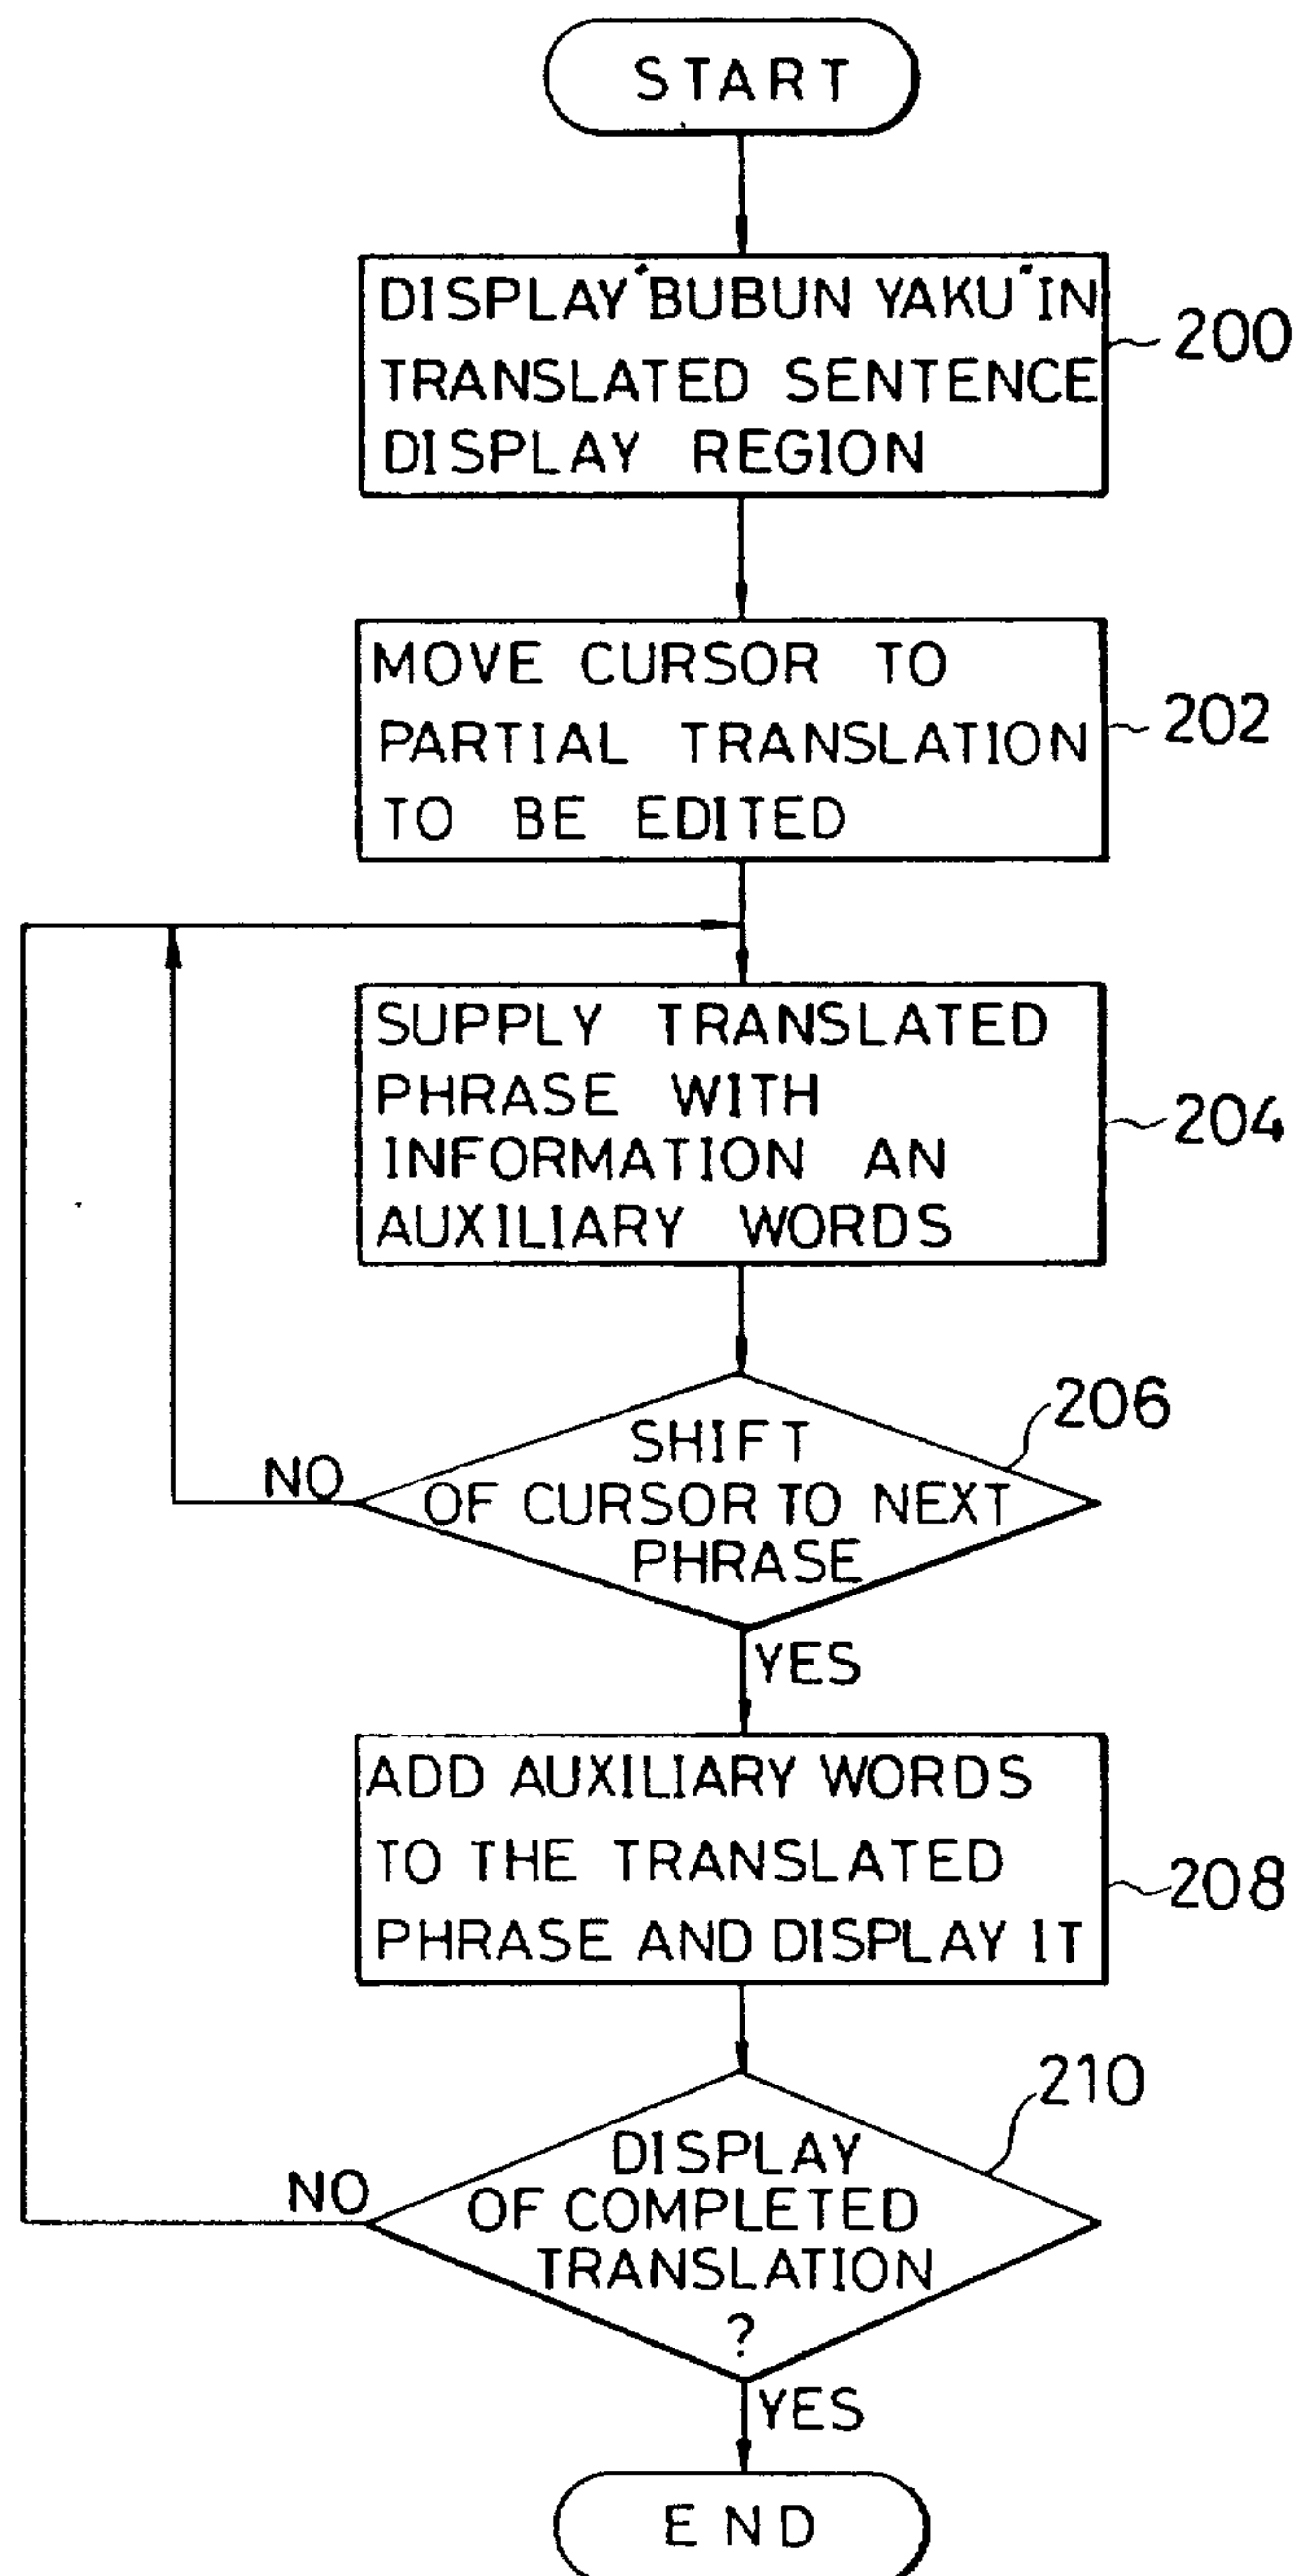 START
DISPLAY "BUBUN YAKU" IN
TRANSLATED SENTENCE
DISPLAY REGION
200
MOVE CURSOR TO
PARTIAL TRANSLATION
TO BE EDITED
202
SUPPLY TRANSLATED
PHRASE WITH
INFORMATION AN
AUXILIARY WORDS
204
206
SHIFT
OF CURSOR TO NEXT
PHRASE
NO
YES
ADD AUXILIARY WORDS
TO THE TRANSLATED
PHRASE AND DISPLAY IT
208
210
DISPLAY
OF COMPLETED
TRANSLATION
?
NO
YES
END